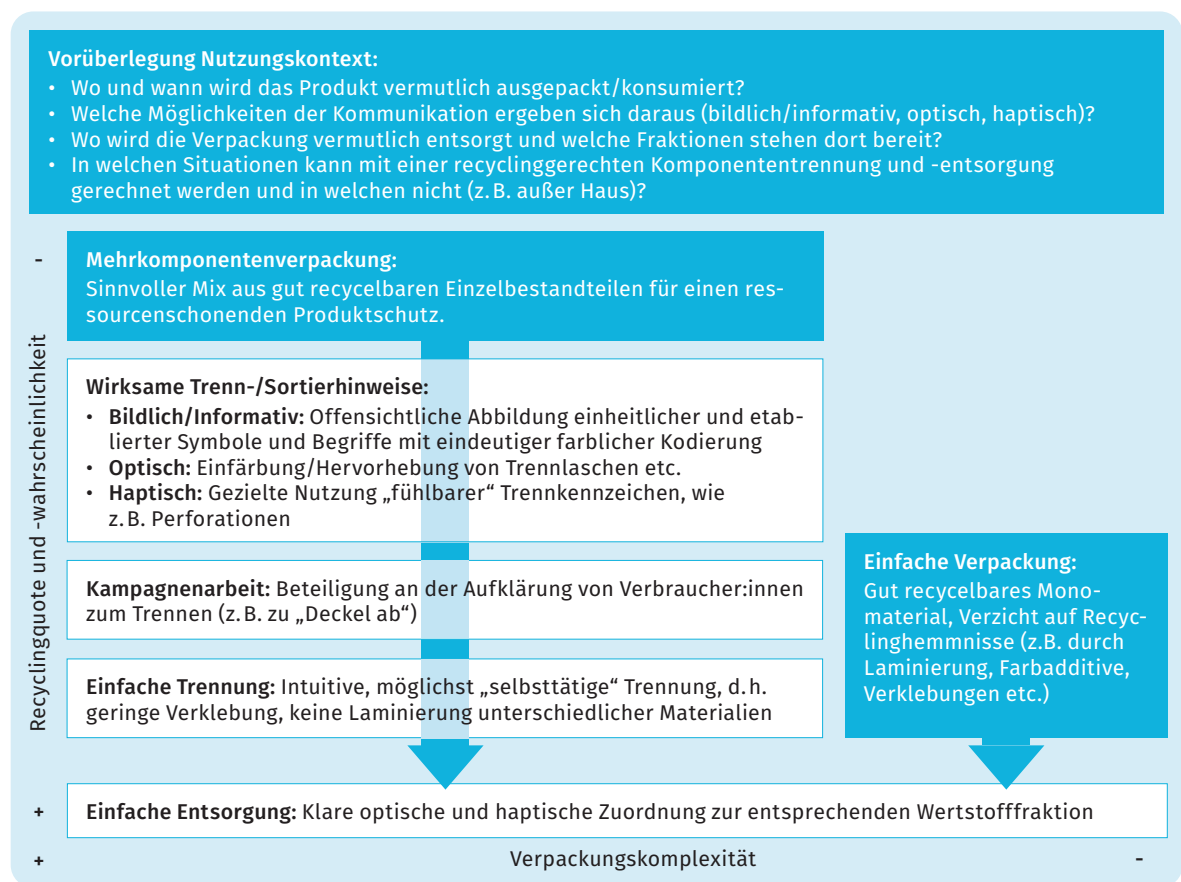 Vorüberlegung Nutzungskontext:
• Wo und wann wird das Produkt vermutlich ausgepackt/konsumiert?
• Welche Möglichkeiten der Kommunikation ergeben sich daraus (bildlich/informativ, optisch, haptisch)?
• Wo wird die Verpackung vermutlich entsorgt und welche Fraktionen stehen dort bereit?
• In welchen Situationen kann mit einer recyclinggerechten Komponententrennung und -entsorgung
gerechnet werden und in welchen nicht (z. B. außer Haus)?
-
Recyclingquote und -wahrscheinlichkeit
Mehrkomponentenverpackung:
Sinnvoller Mix aus gut recycelbaren Einzelbestandteilen für einen res-
sourcenschonenden Produktschutz.
Wirksame Trenn-/Sortierhinweise:
• Bildlich/Informativ: Offensichtliche Abbildung einheitlicher und etab-
lierter Symbole und Begriffe mit eindeutiger farblicher Kodierung
• Optisch: Einfärbung/Hervorhebung von Trennlaschen etc.
• Haptisch: Gezielte Nutzung „fühlbarer“ Trennkennzeichen, wie
z. B. Perforationen
Kampagnenarbeit: Beteiligung an der Aufklärung von Verbraucher:innen
zum Trennen (z. B. zu „Deckel ab“)
Einfache Trennung: Intuitive, möglichst „selbsttätige“ Trennung, d. h.
geringe Verklebung, keine Laminierung unterschiedlicher Materialien
Einfache Verpackung:
Gut recycelbares Mono-
material, Verzicht auf Recyc-
linghemmnisse (z.B. durch
Laminierung, Farbadditive,
Verklebungen etc.)
+
Einfache Entsorgung: Klare optische und haptische Zuordnung zur entsprechenden Wertstofffraktion
+
Verpackungskomplexität
-